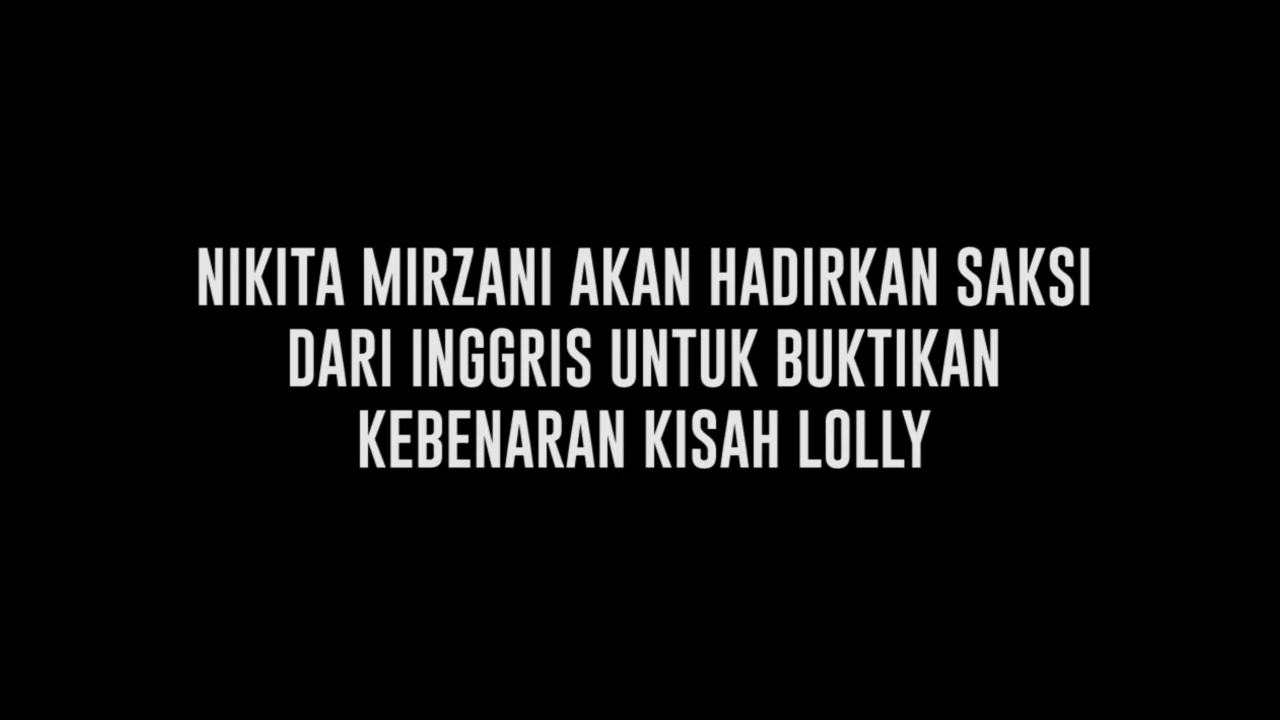 NIKITA MIRZANI AKAN HADIRKAN SAKSI
DARI INGGRIS UNTUK BUKTIKAN
KEBENARAN KISAH LOLLY